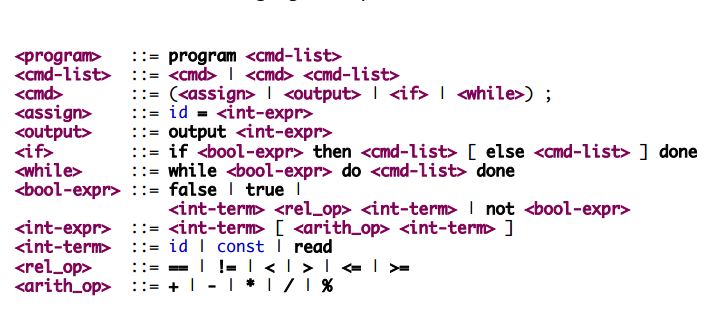 <program> ::= program <cmd-list>
<cmd-list> ::= <cmd> | <cmd> <cmd-list>
<cmd> ::= (<assign> | <output> | <if> | <while>) ;
<assign> ::= id = <int-expr>
<output> ::= output <int-expr>
<if> ::= if <bool-expr> then <cmd-list> [ else <cmd-list> ] done
<while> ::= while <bool-expr> do <cmd-list> done
<bool-expr> ::= false | true |
<int-term> <rel_op> <int-term> | not <bool-expr>
<int-expr> ::= <int-term> [ <arith_op> <int-term> ]
<int-term> ::= id | const | read
<rel_op> ::= == | != | < | > | <= | >=
<arith_op> ::= + | - | * | / | %